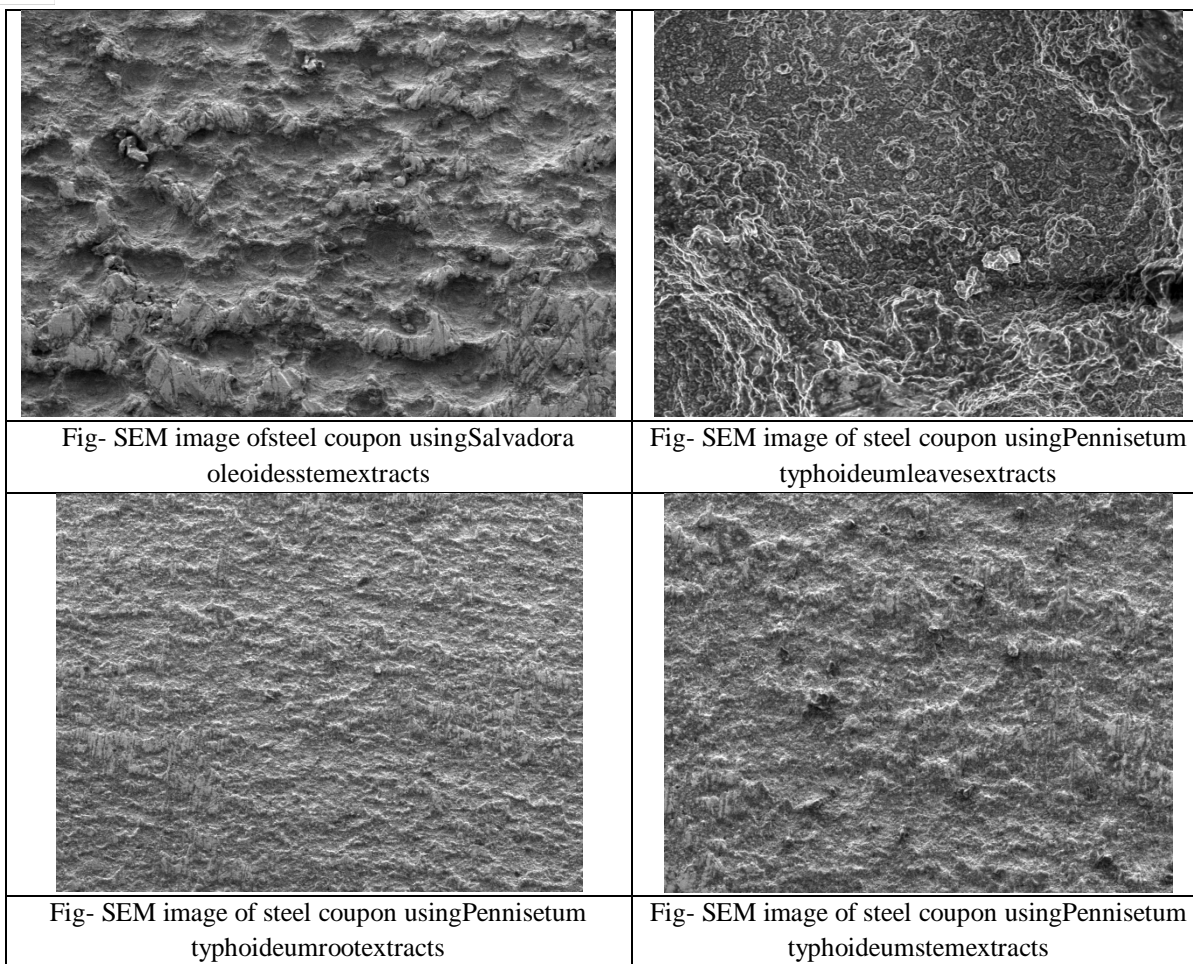 Fig- SEM image ofsteel coupon usingSalvadora
oleoidesstemextracts
Fig- SEM image of steel coupon usingPennisetum
typhoideumleavesextracts
Fig- SEM image of steel coupon usingPennisetum
typhoideumrootextracts
Fig- SEM image of steel coupon usingPennisetum
typhoideumstemextracts